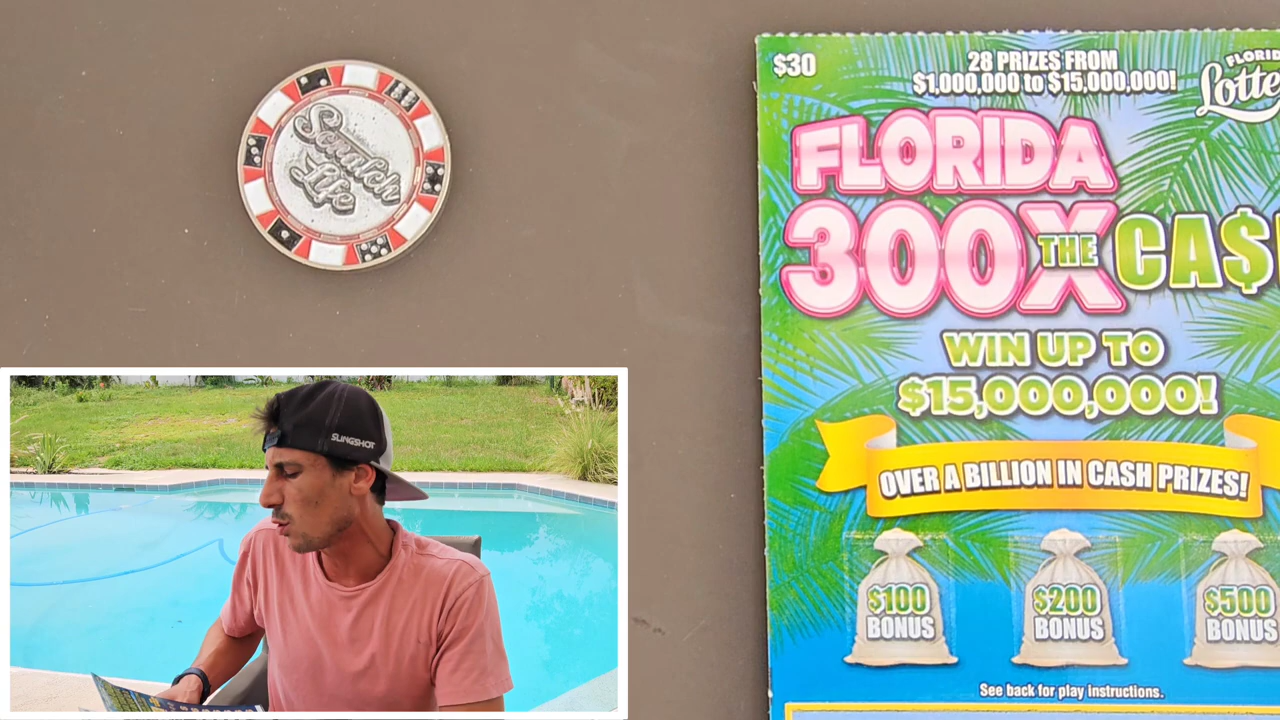 Scratch
Life
$30
28 PRIZES FROM
$1,000,000 to $15,000,000!
FLORIDA
300X THE CA$
WIN UP TO
$15,000,000!
OVER A BILLION IN CASH PRIZES!
$100
BONUS
$200
BONUS
$500
BONUS
See back for play instructions.
SLINGSHOT